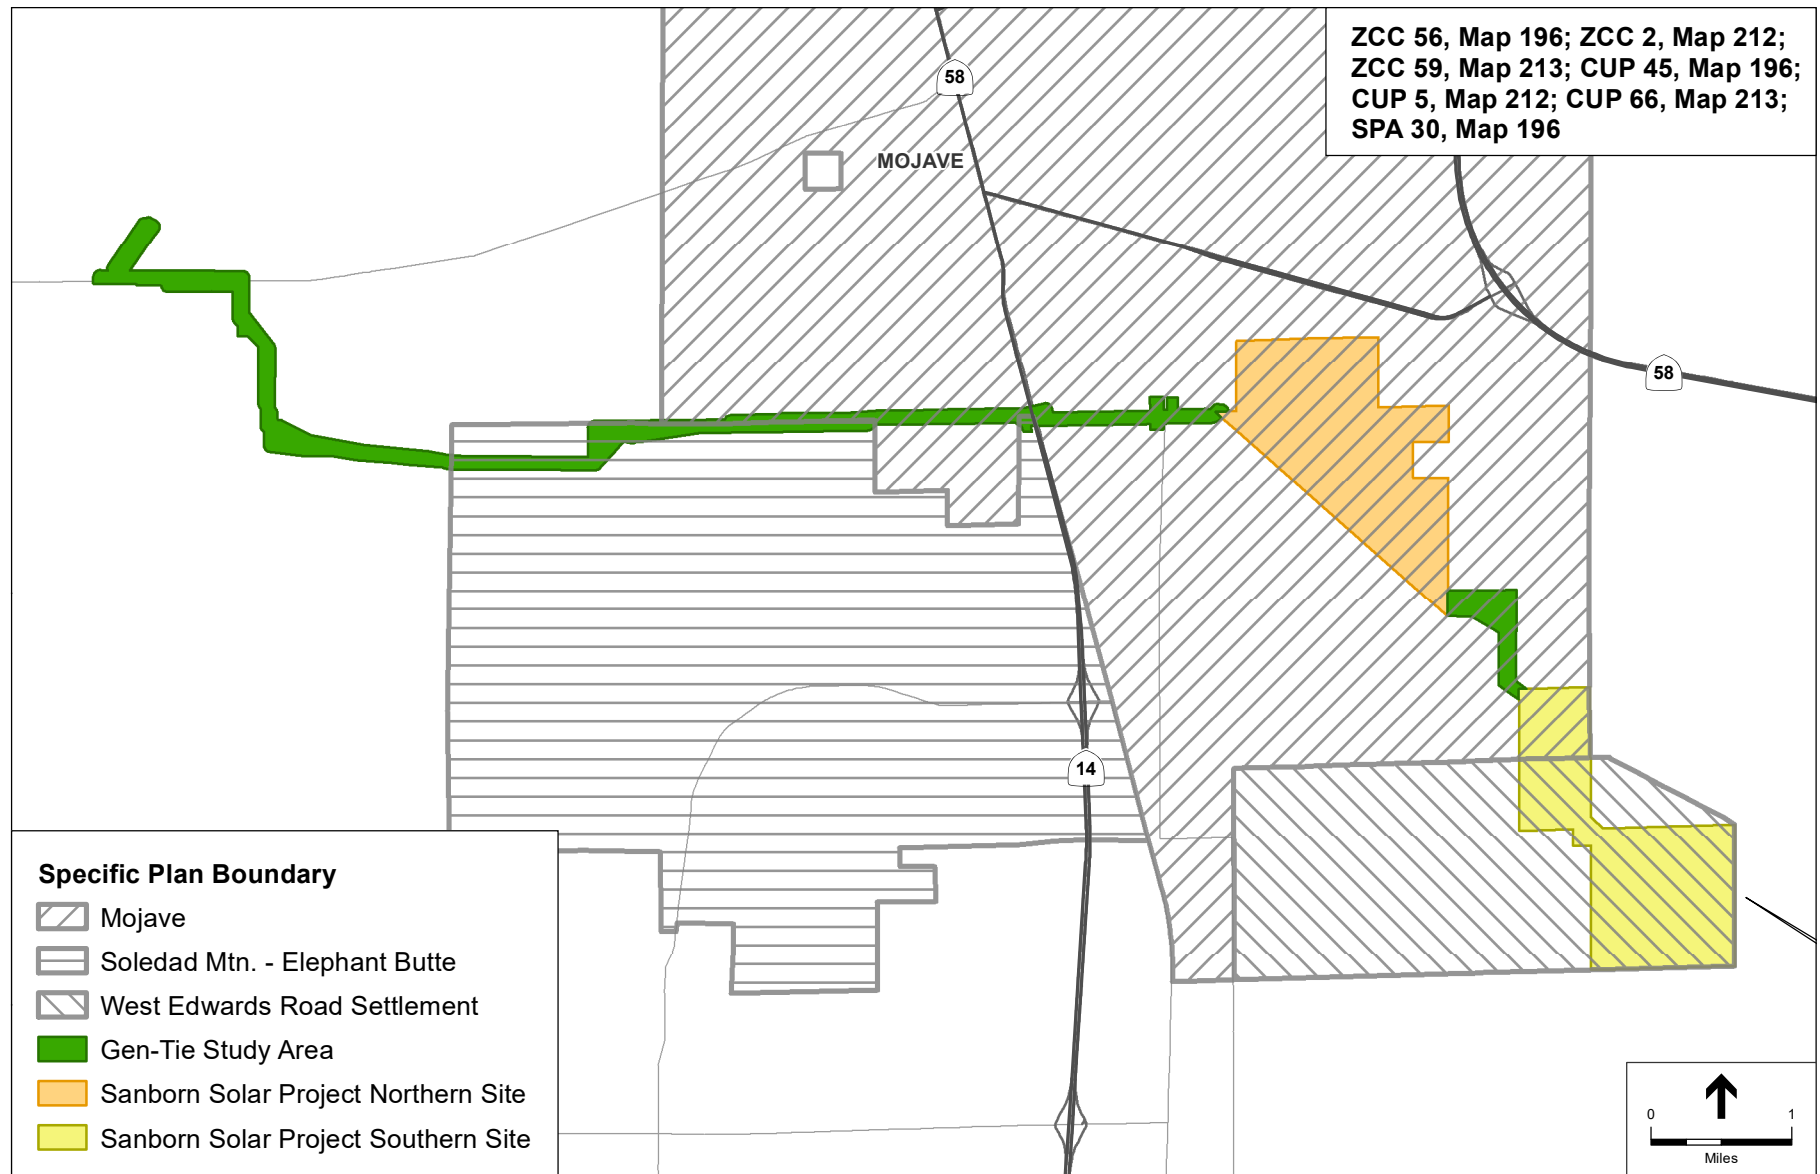 ZCC 56, Map 196; ZCC 2, Map 212;
ZCC 59, Map 213; CUP 45, Map 196;
CUP 5, Map 212; CUP 66, Map 213;
SPA 30, Map 196
58
MOJAVE
58
14
Specific Plan Boundary
Mojave
Soledad Mtn. - Elephant Butte
West Edwards Road Settlement
Gen-Tie Study Area
Sanborn Solar Project Northern Site
Sanborn Solar Project Southern Site
0 1
Miles